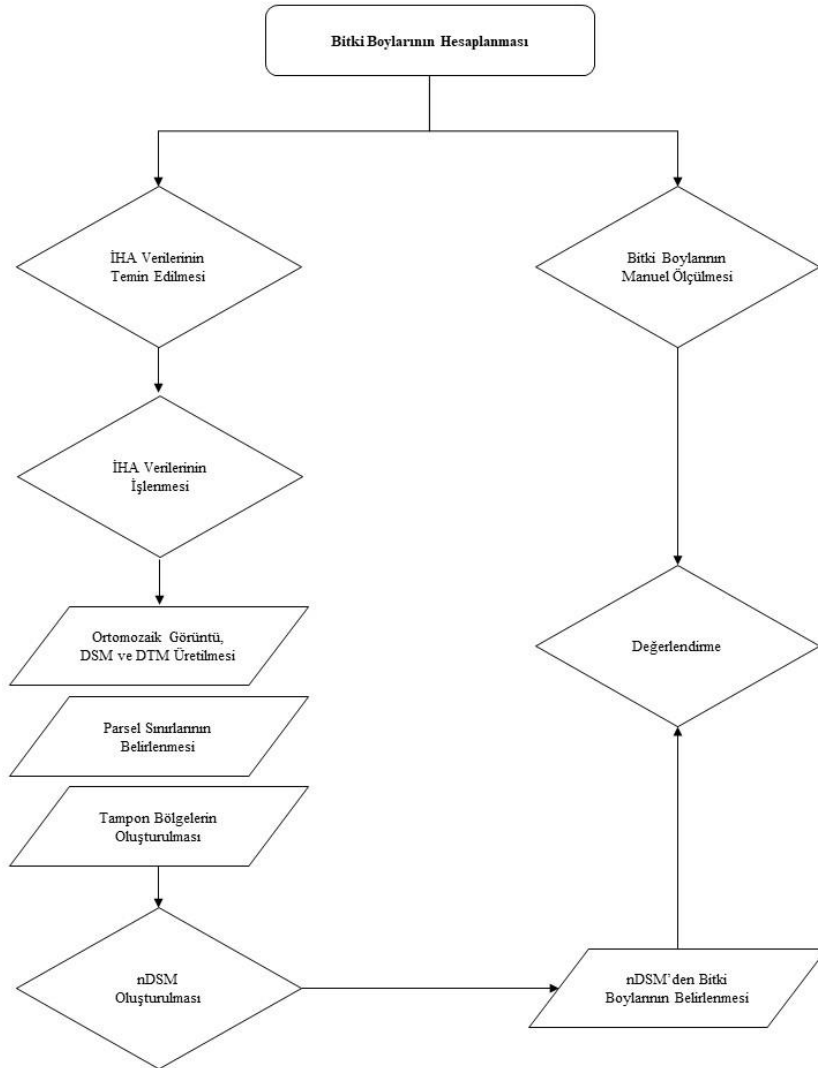 Bitki Boylarının Hesaplanması
İHA Verilerinin
Temin Edilmesi
Bitki Boylarının
Manuel Ölçülmesi
İHA Verilerinin
İşlenmesi
Ortomozaik Görüntü,
DSM ve DTM Üretilmesi
Değerlendirme
Parsel Sınırlarının
Belirlenmesi
Tampon Bölgelerin
Oluşturulması
nDSM
Oluşturulması
nDSM’den Bitki
Boylarının Belirlenmesi